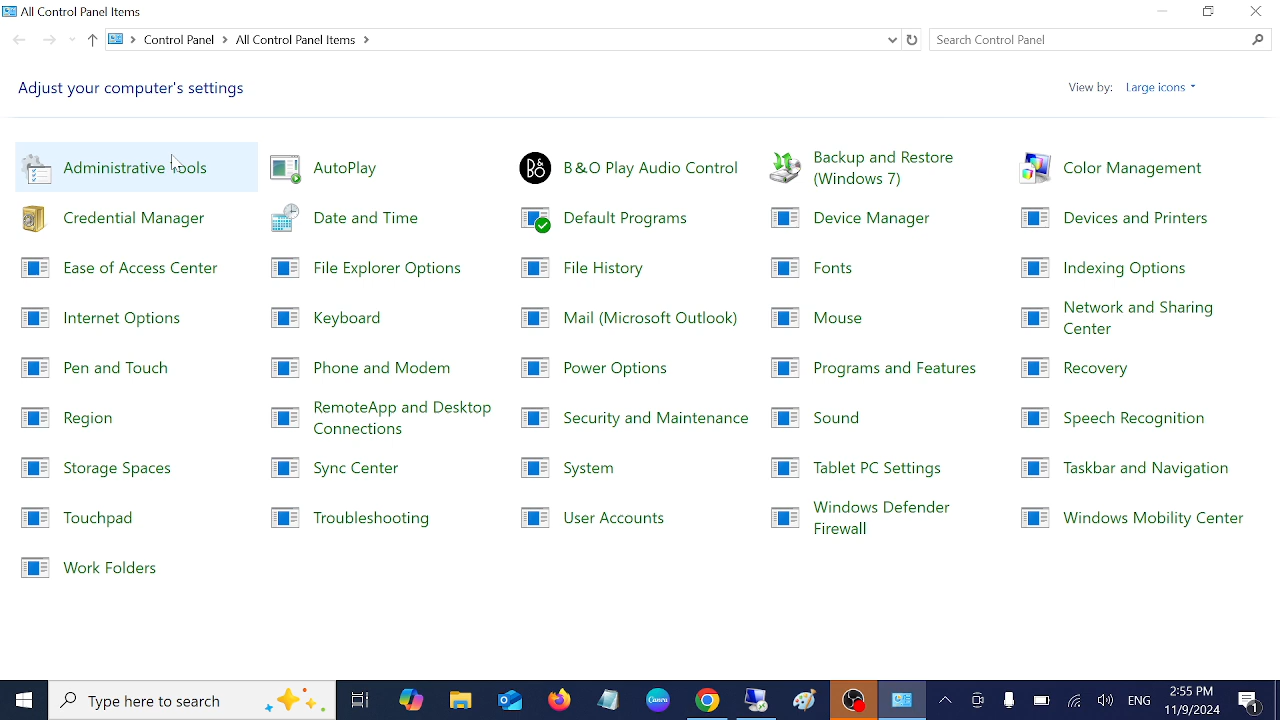 All Control Panel Items
Control Panel All Control Panel Items
Search Control Panel
Adjust your computer's settings
View by: Large icons
Administrative Tools
AutoPlay
B&O Play Audio Control
Backup and Restore
(Windows 7)
Color Management
Credential Manager
Date and Time
Default Programs
Device Manager
Devices and Printers
Ease of Access Center
File Explorer Options
File History
Fonts
Indexing Options
Internet Options
Keyboard
Mail (Microsoft Outlook)
Mouse
Network and Sharing
Center
Pen and Touch
Phone and Modem
Power Options
Programs and Features
Recovery
Region
RemoteApp and Desktop
Connections
Security and Maintenance
Sound
Speech Recognition
Storage Spaces
Sync Center
System
Tablet PC Settings
Taskbar and Navigation
Touchpad
Troubleshooting
User Accounts
Windows Defender
Firewall
Windows Mobility Center
Work Folders
Type here to search
Canva
ENG
2:55 PM
11/9/2024
1